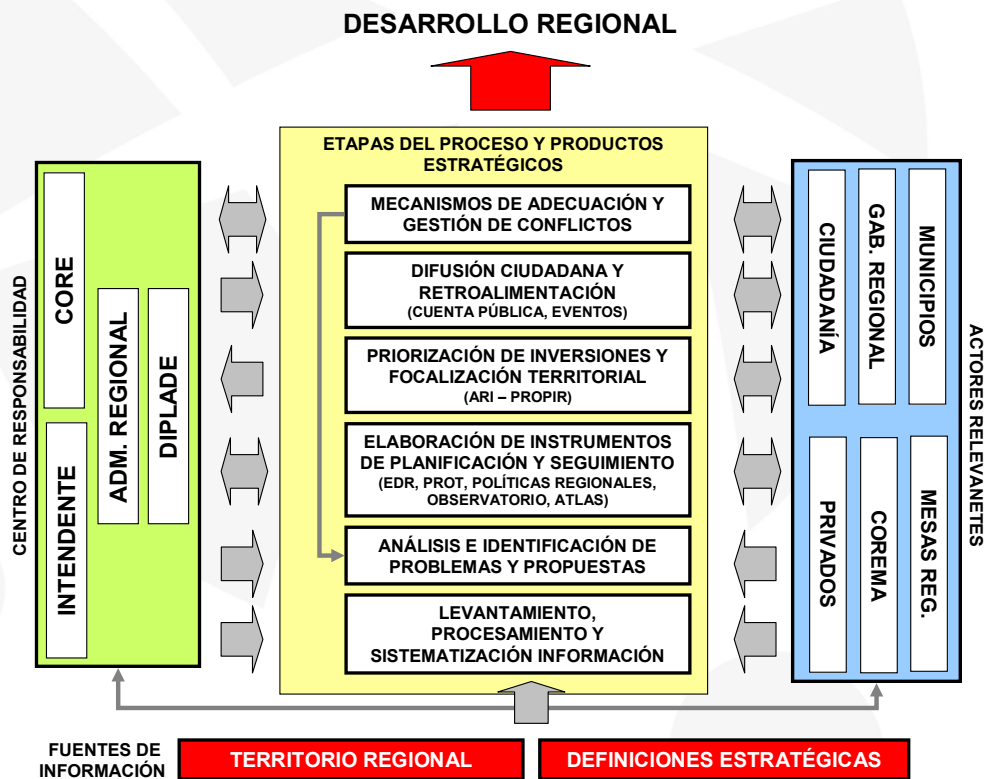 DESARROLLO REGIONAL
ETAPAS DEL PROCESO Y PRODUCTOS
ESTRATÉGICOS
CENTRO DE RESPONSABILIDAD
CORE
INTENDENTE
ADM. REGIONAL
DIPLADE
MECANISMOS DE ADECUACIÓN Y
GESTIÓN DE CONFLICTOS
DIFUSIÓN CIUDADANA Y
RETROALIMENTACIÓN
(CUENTA PÚBLICA, EVENTOS)
PRIORIZACIÓN DE INVERSIONES Y
FOCALIZACIÓN TERRITORIAL
(ARI – PROPIR)
ELABORACIÓN DE INSTRUMENTOS
DE PLANIFICACIÓN Y SEGUIMIENTO
(EDR, PROT, POLÍTICAS REGIONALES,
OBSERVATORIO, ATLAS)
ANÁLISIS E IDENTIFICACIÓN DE
PROBLEMAS Y PROPUESTAS
LEVANTAMIENTO,
PROCESAMIENTO Y
SISTEMATIZACIÓN INFORMACIÓN
CIUDADANÍA
GAB. REGIONAL
MUNICIPIOS
PRIVADOS
COREMA
MESAS REG.
ACTORES RELEVANETES
FUENTES DE
INFORMACIÓN
TERRITORIO REGIONAL
DEFINICIONES ESTRATÉGICAS